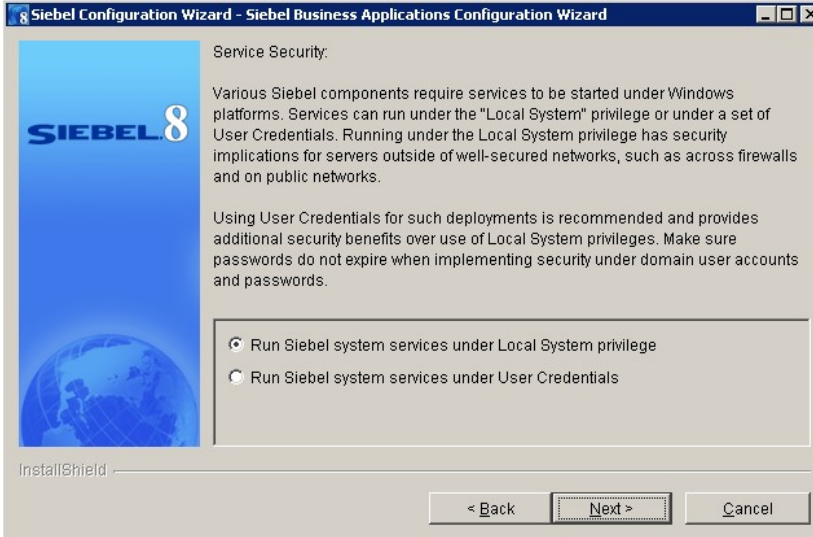 8 Siebel Configuration Wizard - Siebel Business Applications Configuration Wizard
SIEBEL.8
Service Security:
Various Siebel components require services to be started under Windows
platforms. Services can run under the "Local System" privilege or under a set of
User Credentials. Running under the Local System privilege has security
implications for servers outside of well-secured networks, such as across firewalls
and on public networks.
Using User Credentials for such deployments is recommended and provides
additional security benefits over use of Local System privileges. Make sure
passwords do not expire when implementing security under domain user accounts
and passwords.
Run Siebel system services under Local System privilege
Run Siebel system services under User Credentials
InstallShield
< Back
Next >
Cancel